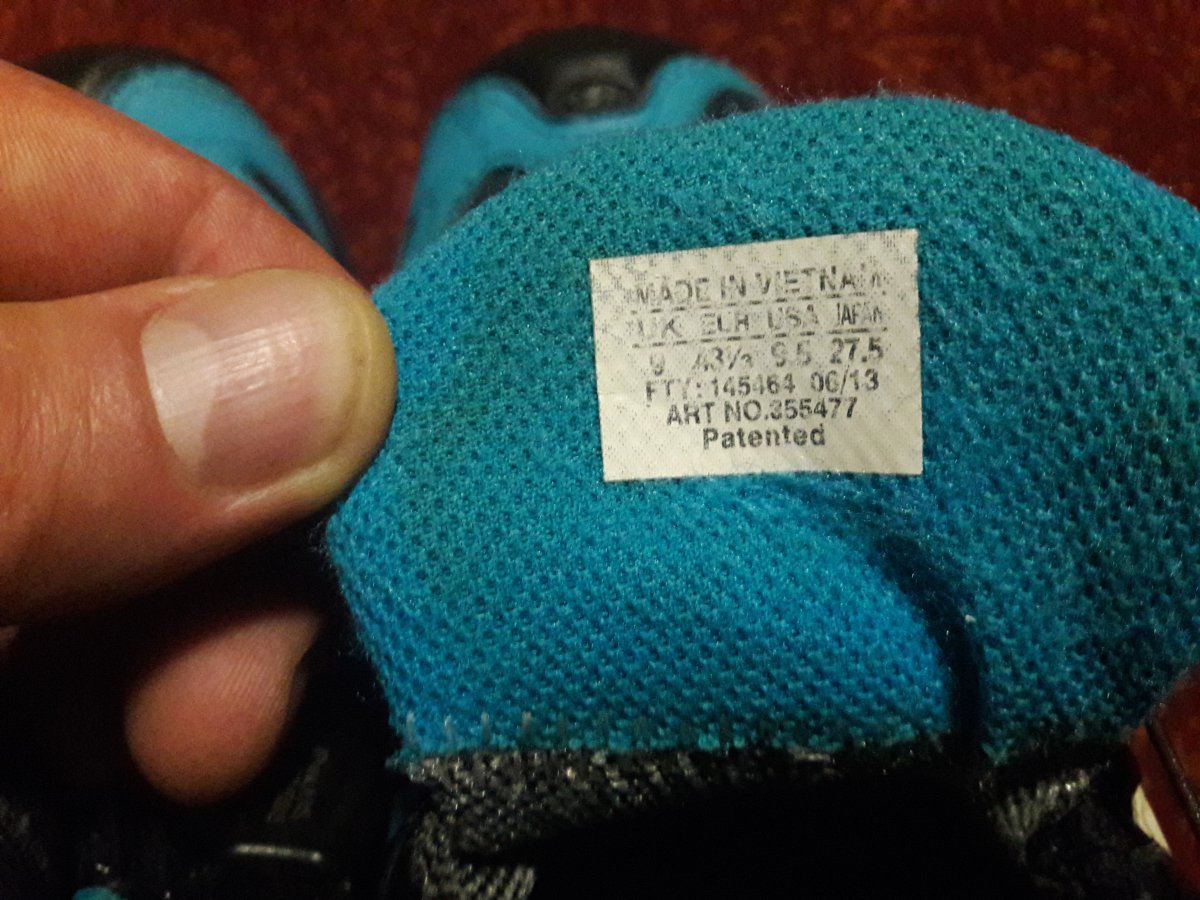 MADE IN VIETNAM
UK EUR USA JAPAN
9 43⅓ 9.5 27.5
FTY: 145464 06/13
ART NO.355477
Patented